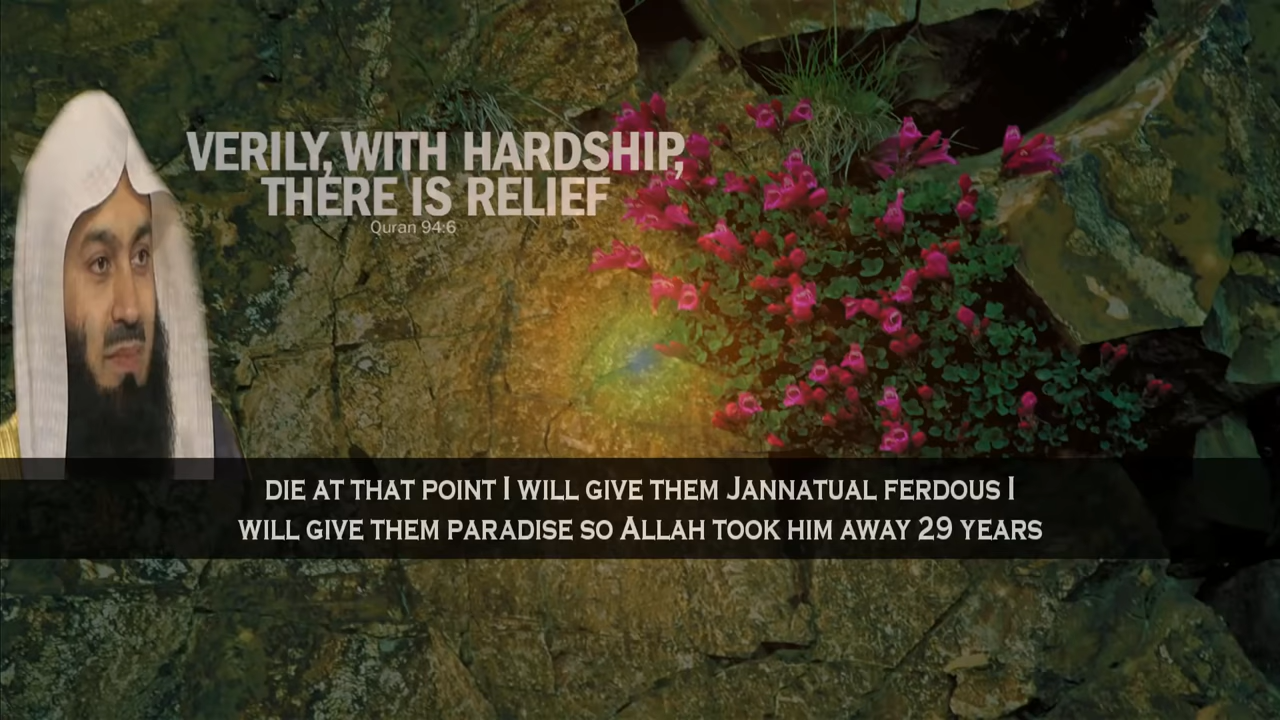 VERILY, WITH HARDSHIP,
THERE IS RELIEF
Quran 94:6
DIE AT THAT POINT I WILL GIVE THEM JANNATUAL FERDOUS I
WILL GIVE THEM PARADISE SO ALLAH TOOK HIM AWAY 29 YEARS